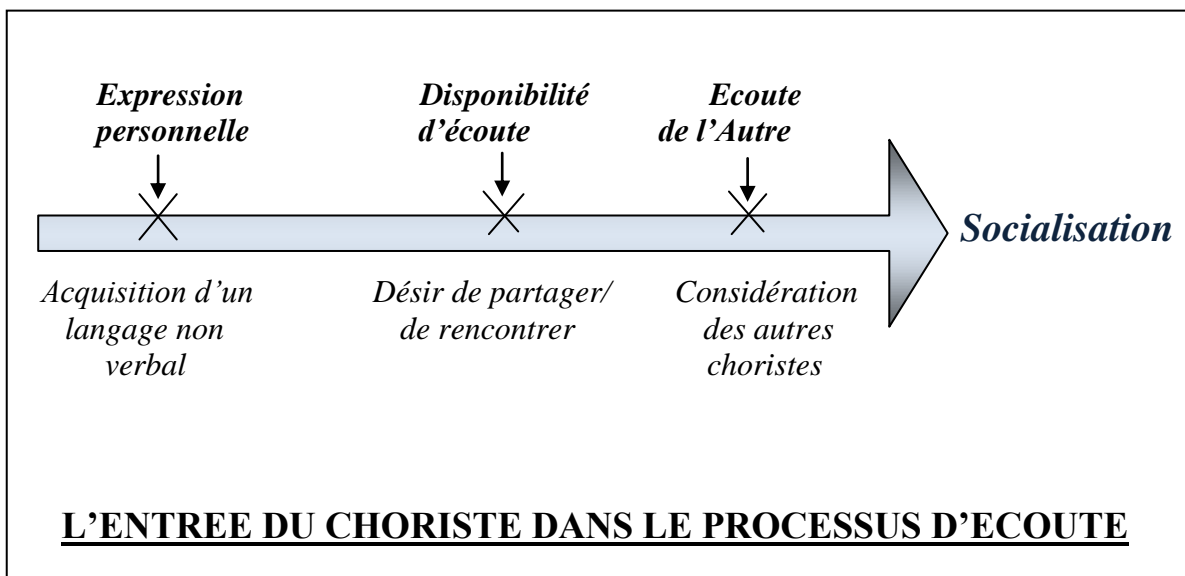 Expression
personnelle
Disponibilité
d’écoute
Ecoute
de l’Autre
Socialisation
Acquisition d’un
langage non
verbal
Désir de partager/
de rencontrer
Considération
des autres
choristes
L’ENTREE DU CHORISTE DANS LE PROCESSUS D’ECOUTE